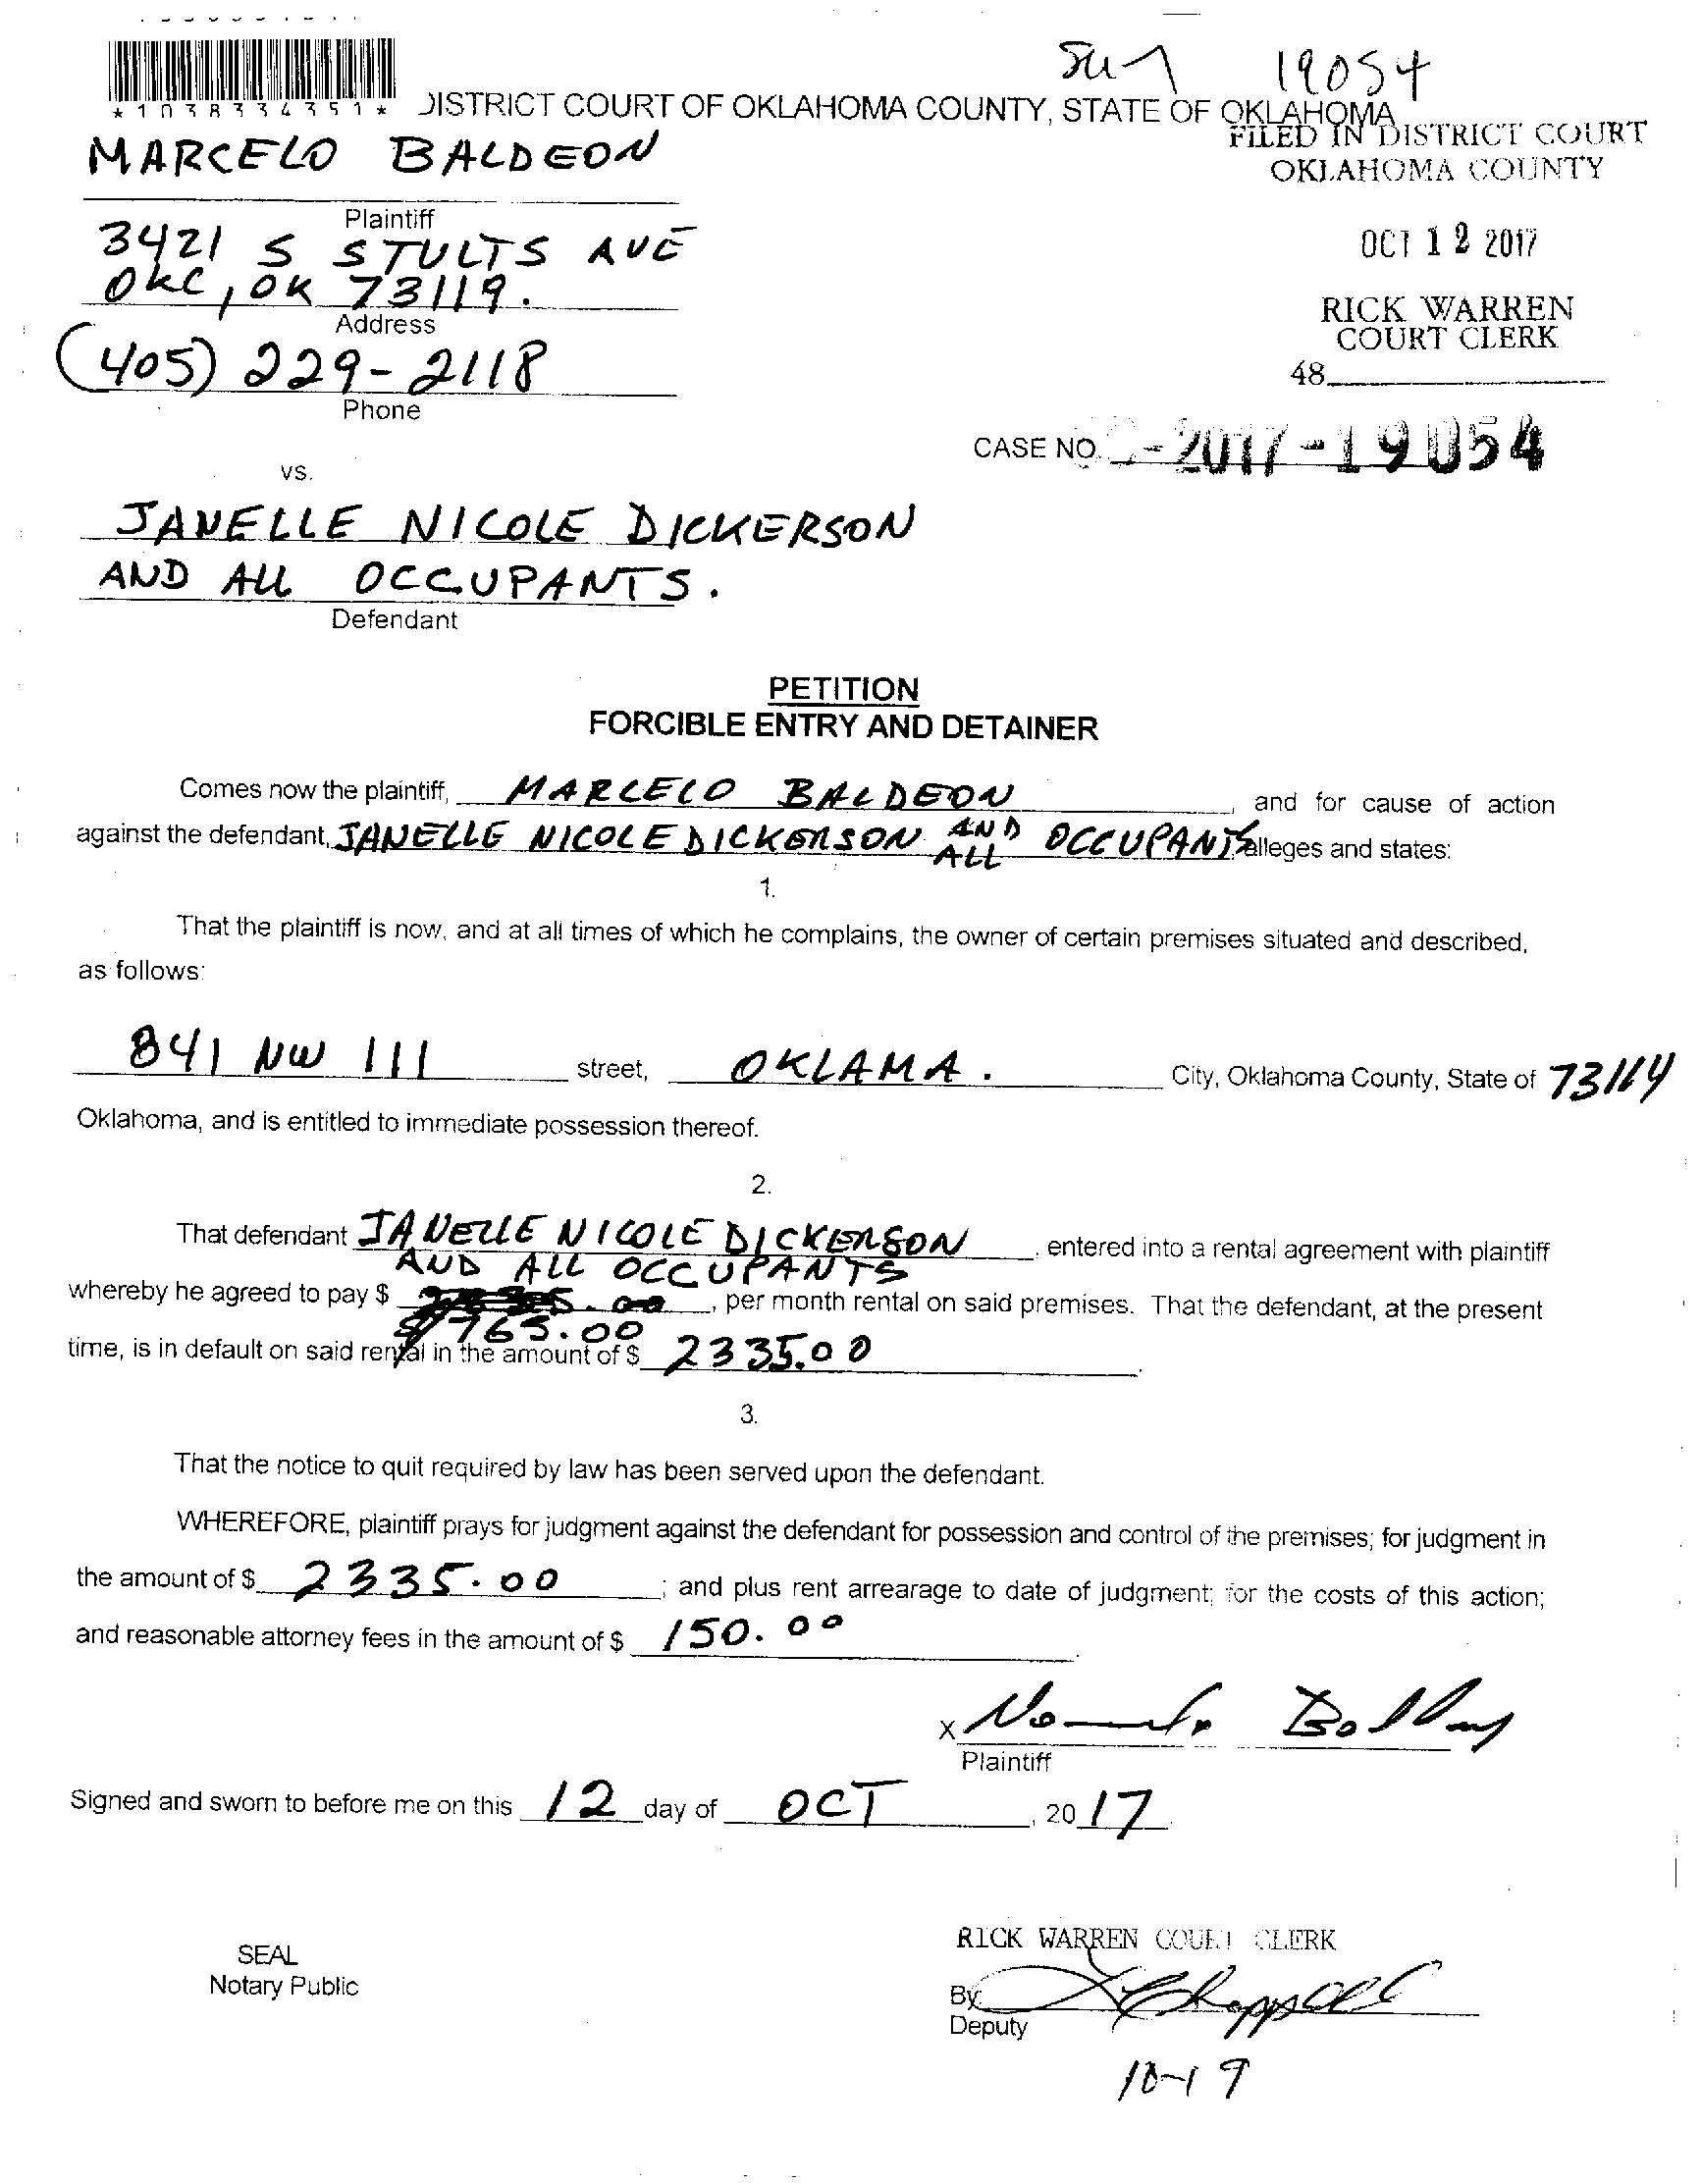 19054
*1038334351*
DISTRICT COURT OF OKLAHOMA COUNTY, STATE OF OKLAHOMA
FILED IN DISTRICT COURT
OKLAHOMA COUNTY
MARCELO BALDEON
Plaintiff
3421 S STULTS AVE
OKC, OK 73119.
Address
OCT 12 2017
RICK WARREN
COURT CLERK
48
(405) 229-2118
Phone
CASE NO. -2017-19054
vs.
JANELLE NICOLE DICKERSON
AND ALL OCCUPANTS.
Defendant
PETITION
FORCIBLE ENTRY AND DETAINER
Comes now the plaintiff, MARCELO BALDEON, and for cause of action
against the defendant, JANELLE NICOLE DICKERSON AND ALL OCCUPANTS alleges and states:
1.
That the plaintiff is now, and at all times of which he complains, the owner of certain premises situated and described,
as follows:
841 NW 111 street, OKLAMA. City, Oklahoma County, State of 73114
Oklahoma, and is entitled to immediate possession thereof.
2.
That defendant JANELLE NICOLE DICKERSON, entered into a rental agreement with plaintiff
AND ALL OCCUPANTS
whereby he agreed to pay $ , per month rental on said premises. That the defendant, at the present
$765.00
time, is in default on said rental in the amount of $ 2335.00.
3.
That the notice to quit required by law has been served upon the defendant.
WHEREFORE, plaintiff prays for judgment against the defendant for possession and control of the premises; for judgment in
the amount of $ 2335.00; and plus rent arrearage to date of judgment; for the costs of this action;
and reasonable attorney fees in the amount of $ 150.00.
X
Plaintiff
Signed and sworn to before me on this 12 day of OCT, 2017.
SEAL
Notary Public
RICK WARREN COURT CLERK
By:
Deputy
10-19